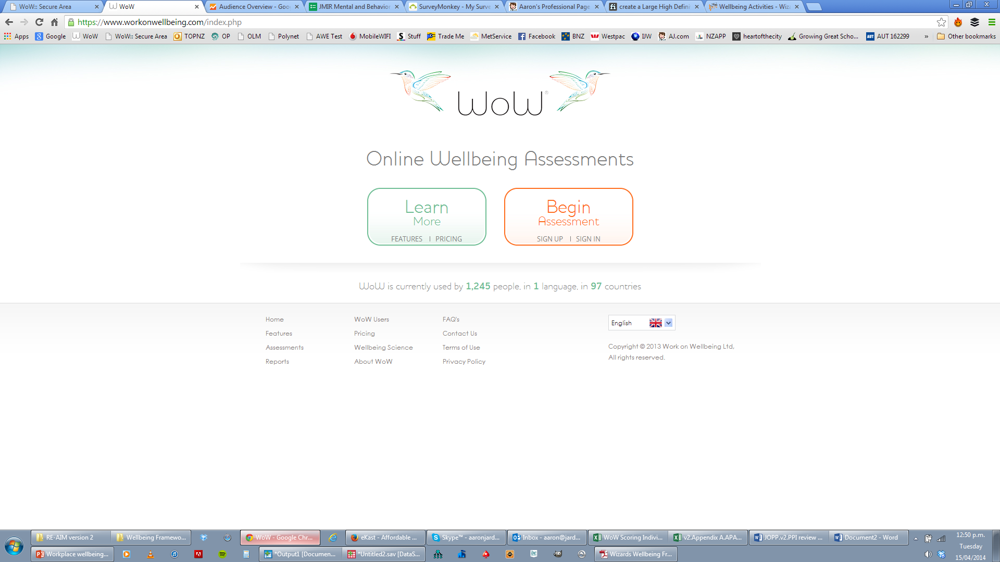 WoW:: Secure Area
WoW
Audience Overview - Goo
JMIR Mental and Behavior
SurveyMonkey - My Surve
Aaron's Professional Page
create a Large High Defini
Wellbeing Activities - Wiza
https://www.workonwellbeing.com/index.php
Apps
Google
WoW
WoW:: Secure Area
TOPNZ
OP
OLM
Polynet
AWE Test
MobileWIFI
Stuff
Trade Me
MetService
Facebook
BNZ
Westpac
IJW
AJ.com
NZAPP
heartofthecity
Growing Great Scho...
AUT 162299
»
Other bookmarks
WoW®
Online Wellbeing Assessments
Learn
More
FEATURES | PRICING
Begin
Assessment
SIGN UP | SIGN IN
WoW is currently used by 1,245 people, in 1 language, in 97 countries
Home
Features
Assessments
Reports
WoW Users
Pricing
Wellbeing Science
About WoW
FAQ's
Contact Us
Terms of Use
Privacy Policy
English
Copyright © 2013 Work on Wellbeing Ltd,
All rights reserved.
RE-AIM version 2
Wellbeing Framewo...
WoW - Google Chr...
eKast - Affordable ...
Skype™ - aaronjard...
Inbox - aaron@jard...
WoW Scoring Indivi...
v2.Appendix A.APA...
JOPP.v2.PPI review ...
Document2 - Word
Workplace wellbeing...
*Output1 [Documen...
*Untitled2.sav [DataS...
Wizards Wellbeing Fr...
12:50 p.m.
Tuesday
15/04/2014